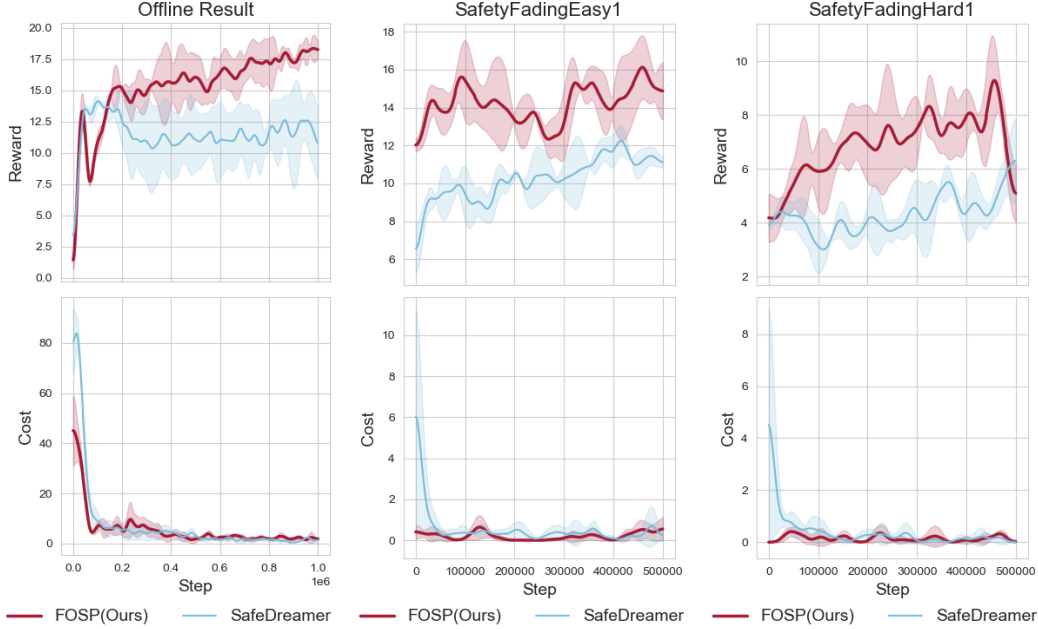 Offline Result
SafetyFadingEasy1
SafetyFadingHard1
Reward
20.0
17.5
15.0
12.5
10.0
7.5
5.0
2.5
0.0
Reward
18
16
14
12
10
8
6
Reward
10
8
6
4
2
Cost
80
60
40
20
0
0.0 0.2 0.4 0.6 0.8 1.0
1e6
Step
Cost
10
8
6
4
2
0
0 100000 200000 300000 400000 500000
Step
Cost
8
6
4
2
0
0 100000 200000 300000 400000 500000
Step
FOSP(Ours) SafeDreamer FOSP(Ours) SafeDreamer FOSP(Ours) SafeDreamer